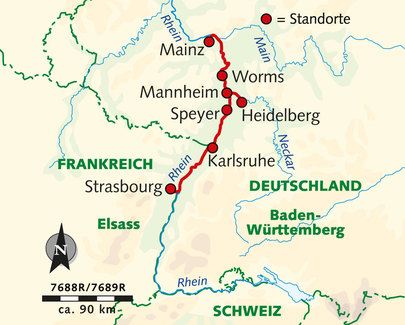 = Standorte
Rhein
Main
Mainz
Worms
Mannheim
Speyer
Heidelberg
Neckar
Karlsruhe
Rhein
FRANKREICH
Strasbourg
DEUTSCHLAND
Elsass
Baden-
Württemberg
N
7688R/7689R
ca. 90 km
Rhein
SCHWEIZ